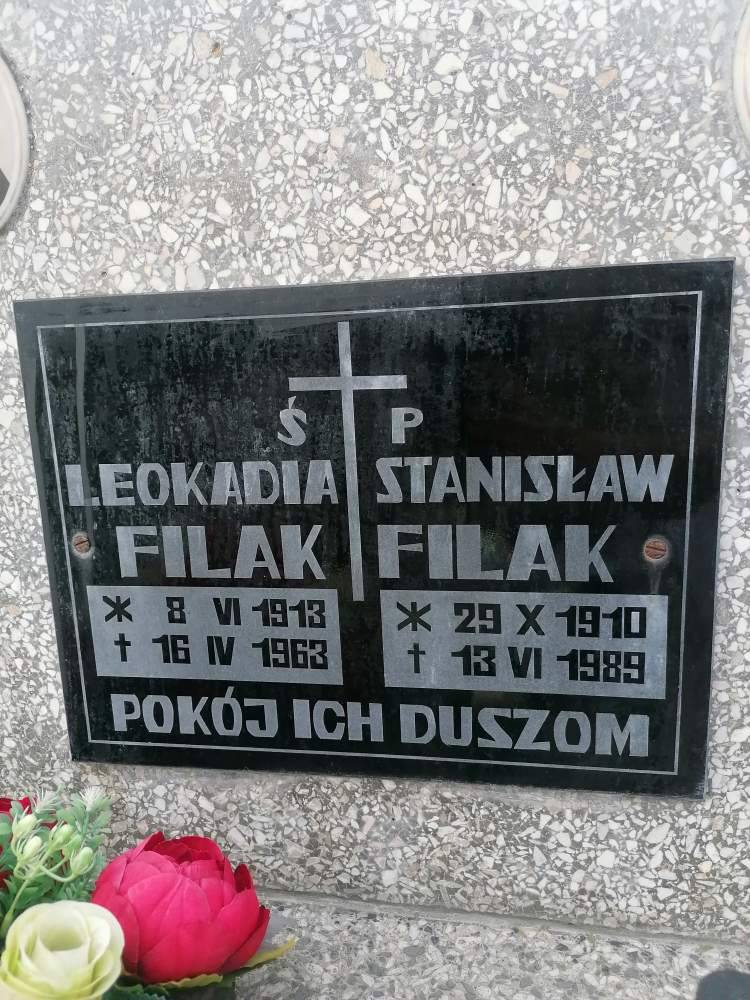 Ś P
LEOKADIA STANISŁAW
FILAK FILAK
* 8 VI 1913 * 29 X 1910
† 16 IV 1963 † 13 VI 1989
POKÓJ ICH DUSZOM